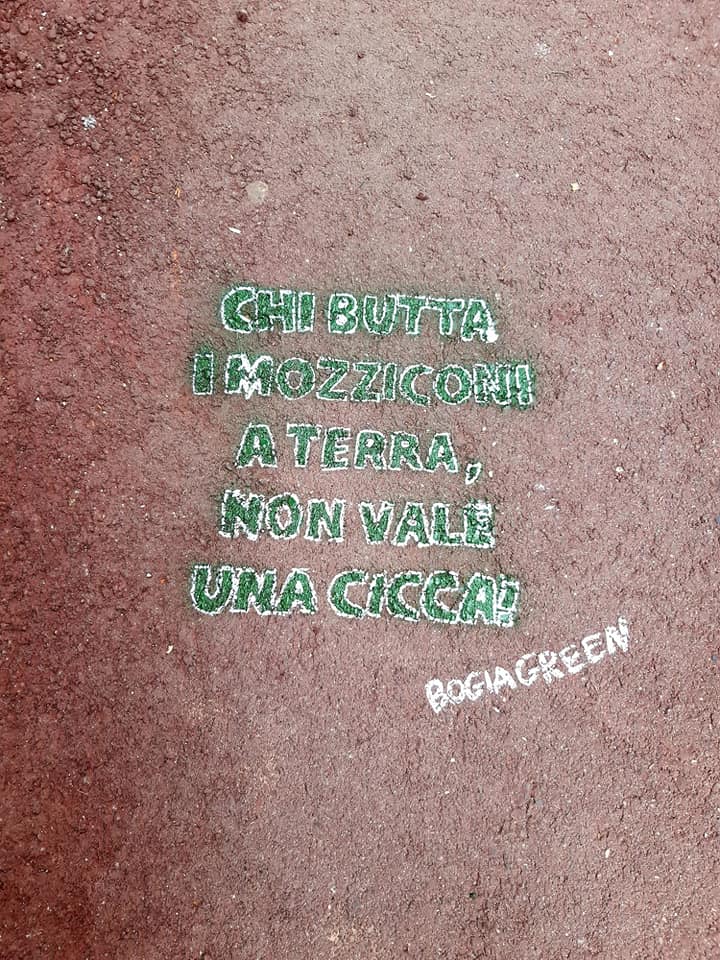 CHI BUTTA
I MOZZICONI
A TERRA,
NON VALE
UNA CICCA!
BOGIAGREEN